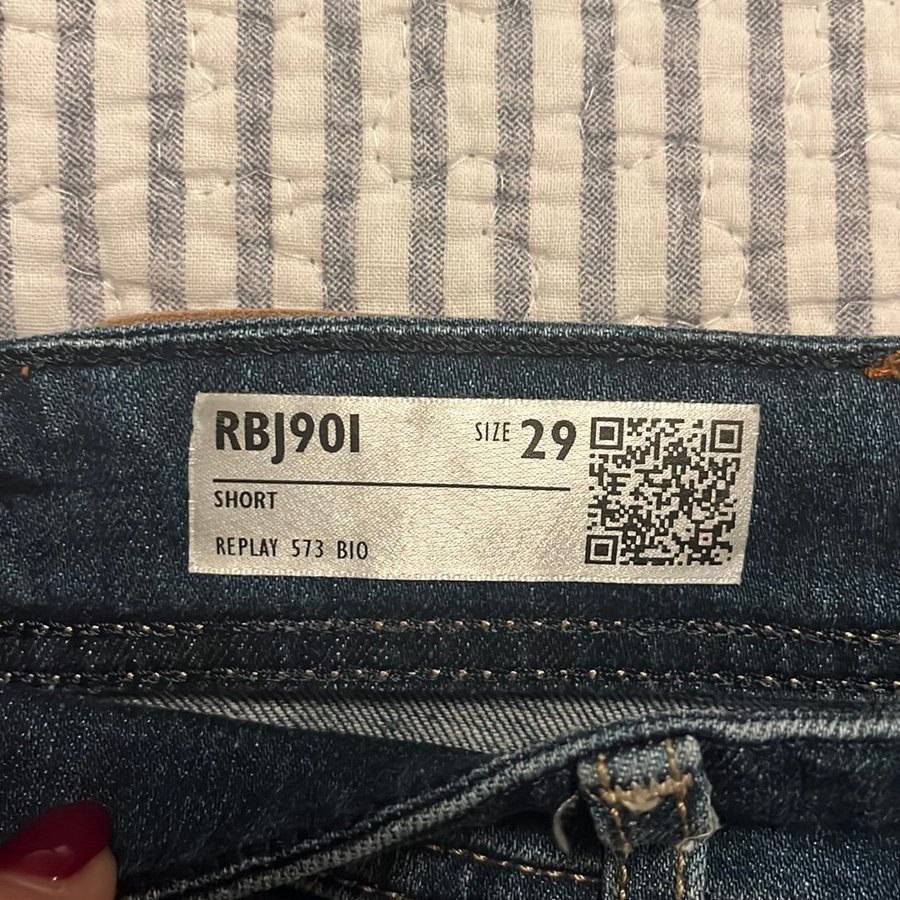 RBJ901 SIZE 29
SHORT
REPLAY 573 BIO